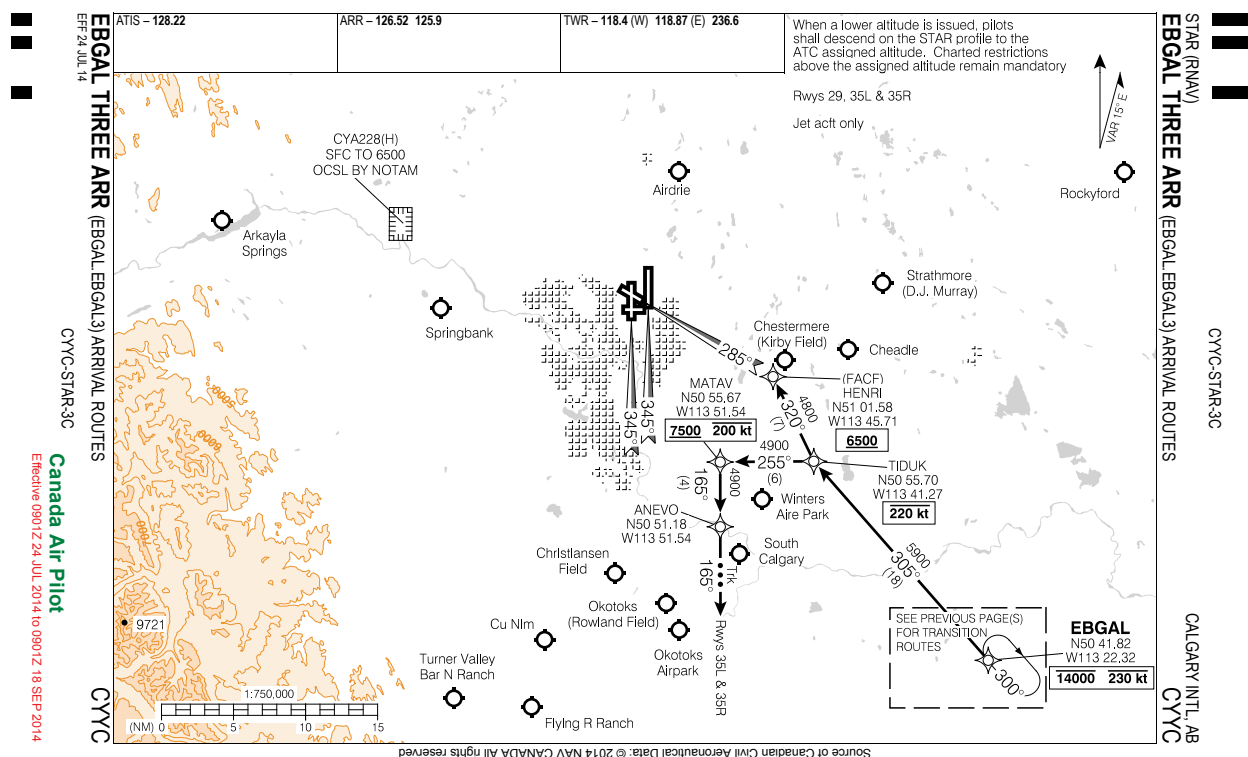 STAR (RNAV)
EBGAL THREE ARR (EBGAL.EBGAL3) ARRIVAL ROUTES
CYYC-STAR-3C
CALGARY INTL, AB
CYYC
EBGAL THREE ARR (EBGAL.EBGAL3) ARRIVAL ROUTES
EFF 24 JUL 14
CYYC-STAR-3C
CYYC
Canada Air Pilot
Effective 0901Z 24 JUL 2014 to 0901Z 18 SEP 2014
ATIS – 128.22
ARR – 126.52 125.9
TWR – 118.4 (W) 118.87 (E) 236.6
When a lower altitude is issued, pilots
shall descend on the STAR profile to the
ATC assigned altitude. Charted restrictions
above the assigned altitude remain mandatory
Rwys 29, 35L & 35R
Jet acft only
VAR 15° E
CYA228(H)
SFC TO 6500
OCSL BY NOTAM
Airdrie
Rockyford
Arkayla
Springs
Strathmore
(D.J. Murray)
Springbank
Chestermere
(Kirby Field)
Cheadle
285°
MATAV
N50 55.67
W113 51.54
7500 200 kt
(FACF)
HENRI
N51 01.58
W113 45.71
6500
4800
320°
(7)
345°
345°
4900
255°
(6)
TIDUK
N50 55.70
W113 41.27
220 kt
4900
165°
(4)
Winters
Aire Park
ANEVO
N50 51.18
W113 51.54
South
Calgary
Trk
165°
Rwys 35L & 35R
5900
305°
(18)
Christiansen
Field
Okotoks
(Rowland Field)
Okotoks
Airpark
Cu Nim
Turner Valley
Bar N Ranch
Flying R Ranch
SEE PREVIOUS PAGE(S)
FOR TRANSITION
ROUTES
EBGAL
N50 41.82
W113 22.32
14000 230 kt
300°
5000
6000
7000
9721
1:750,000
(NM) 0 5 10 15
Source of Canadian Civil Aeronautical Data: © 2014 NAV CANADA All rights reserved